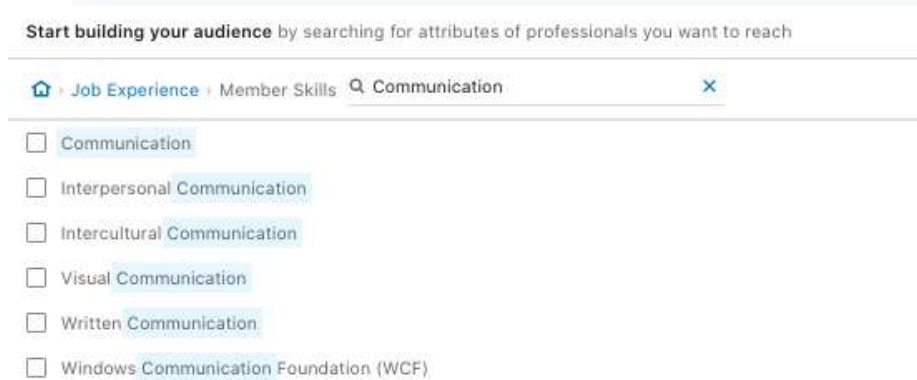 Start building your audience by searching for attributes of professionals you want to reach
Job Experience › Member Skills Communication ×
Communication
Interpersonal Communication
Intercultural Communication
Visual Communication
Written Communication
Windows Communication Foundation (WCF)